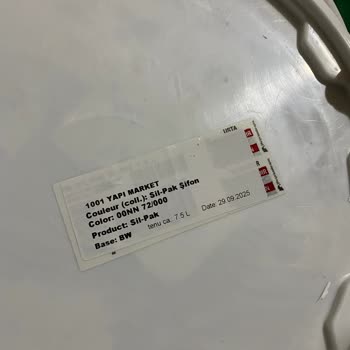 USTA
1001 YAPI MARKET
Couleur (coll.): Sil-Pak Şifon
Color: 00NN 72/000
Product: Sil-Pak
Base: BW
tenu ca. 7.5 L
Date: 29.09.2025